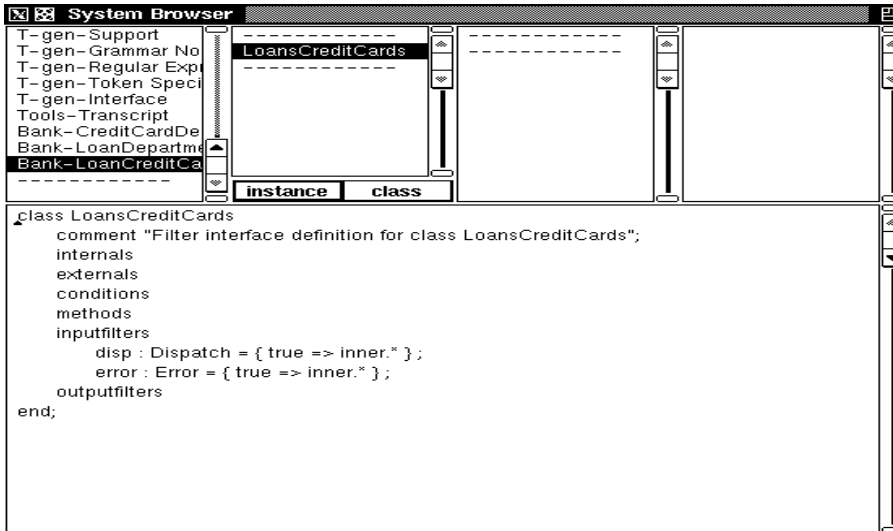 System Browser
T-gen-Support
T-gen-Grammar No
T-gen-Regular Expr
T-gen-Token Speci
T-gen-Interface
Tools-Transcript
Bank-CreditCardDe
Bank-LoanDepartme
Bank-LoanCreditCa
------------
------------
LoansCreditCards
------------
instance class
------------
------------
class LoansCreditCards
comment "Filter interface definition for class LoansCreditCards";
internals
externals
conditions
methods
inputfilters
disp : Dispatch = { true => inner.* } ;
error : Error = { true => inner.* } ;
outputfilters
end;